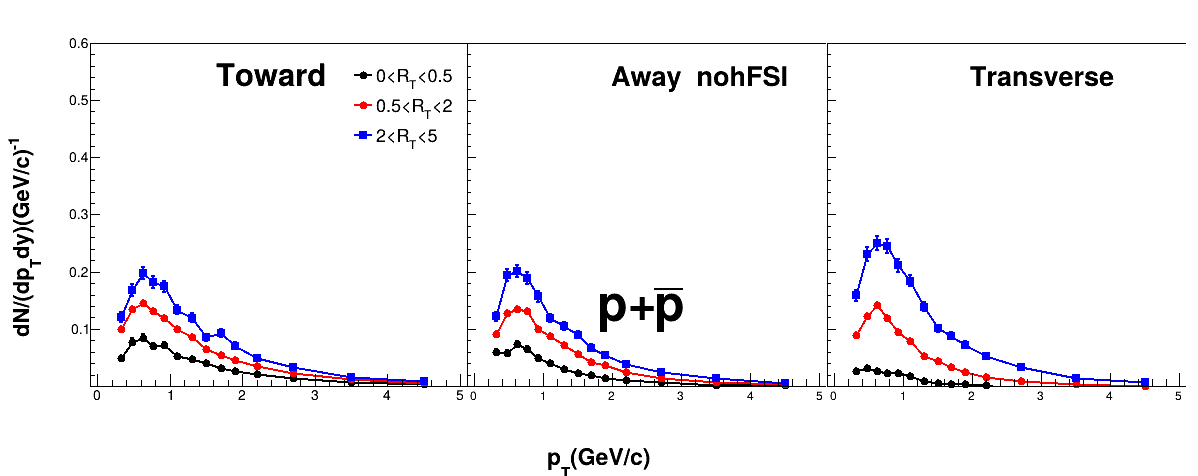 Toward
0<R_T<0.5
0.5<R_T<2
2<R_T<5
Away nohFSI
Transverse
p+p̅
dN/(dp_Tdy)(GeV/c)^-1
0.6
0.5
0.4
0.3
0.2
0.1
0 1 2 3 4 5
0 1 2 3 4 5
0 1 2 3 4 5
p_T(GeV/c)